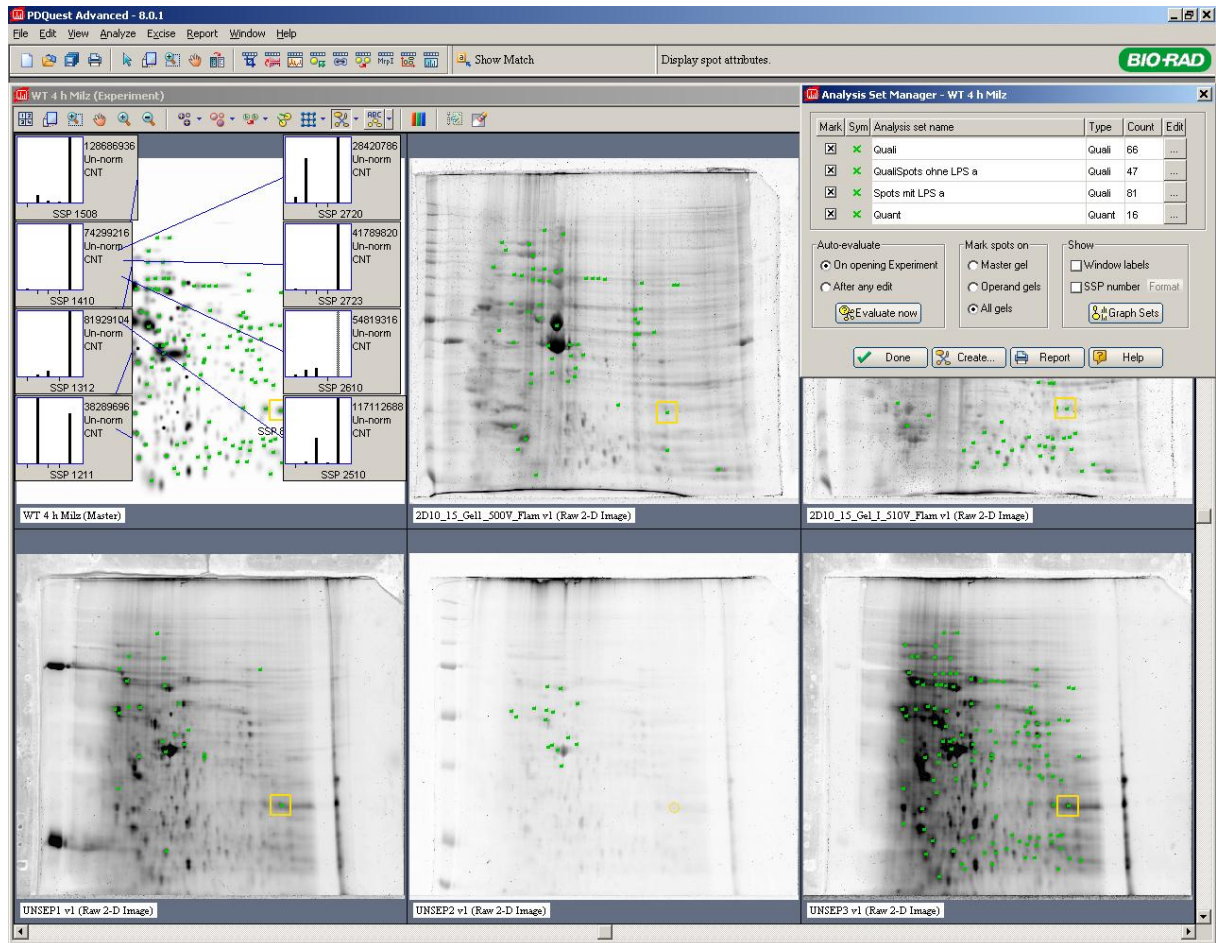 PDQuest Advanced - 8.0.1
File Edit View Analyze Excise Report Window Help
MrpI
Show Match
Display spot attributes.
BIO-RAD
WT 4 h Milz (Experiment)
ABC
128686936
Un-norm
CNT
SSP 1508
74299216
Un-norm
CNT
SSP 1410
81929104
Un-norm
CNT
SSP 1312
38289696
Un-norm
CNT
SSP 1211
28420786
Un-norm
CNT
SSP 2720
41789820
Un-norm
CNT
SSP 2723
54819316
Un-norm
CNT
SSP 2610
117112688
Un-norm
CNT
SSP 2510
WT 4 h Milz (Master)
2D10_15_Gel1_500V_Flam v1 (Raw 2-D Image)
2D10_15_Gel_I_510V_Flam v1 (Raw 2-D Image)
Analysis Set Manager - WT 4 h Milz
Mark Sym Analysis set name Type Count Edit
Quali Quali 66 ...
QualiSpots ohne LPS a Quali 47 ...
Spots mit LPS a Quali 81 ...
Quant Quant 16 ...
Auto-evaluate Mark spots on Show
On opening Experiment Master gel Window labels
After any edit Operand gels SSP number Format
Evaluate now All gels Graph Sets
Done Create... Report Help
UNSEP1 v1 (Raw 2-D Image)
UNSEP2 v1 (Raw 2-D Image)
UNSEP3 v1 (Raw 2-D Image)